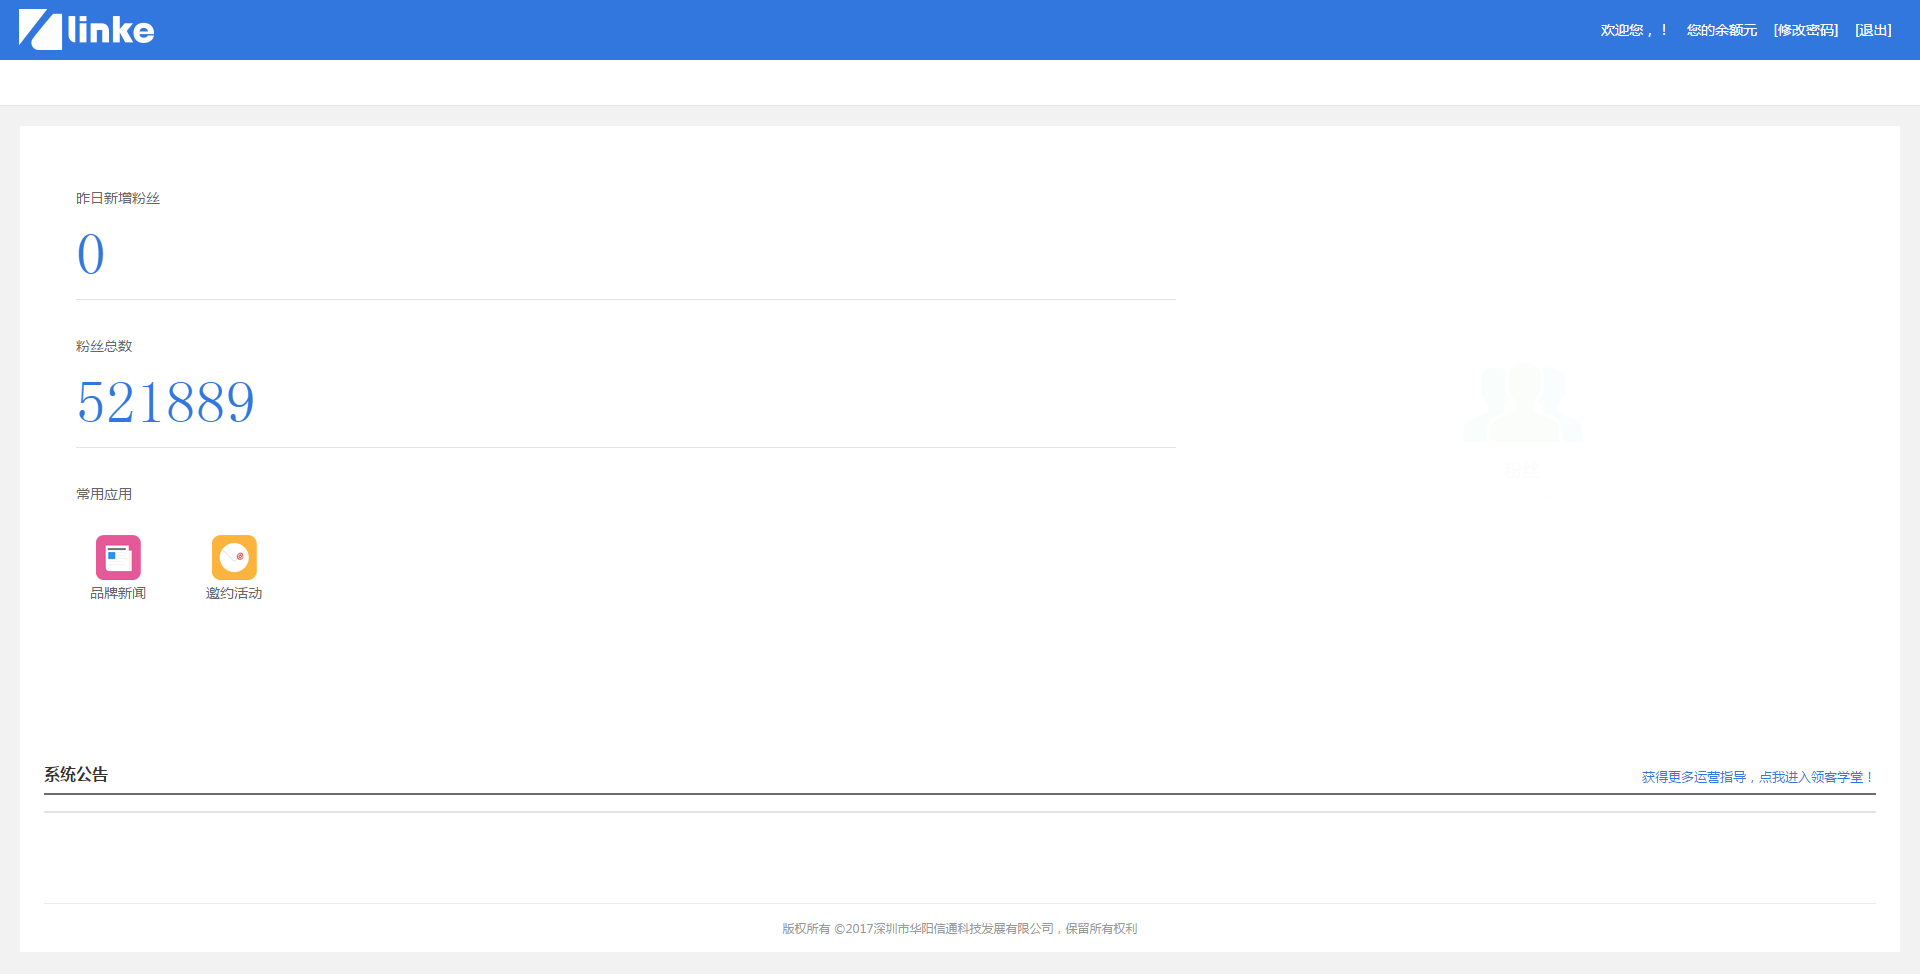 linke
欢迎您，！ 您的余额元 [修改密码] [退出]
昨日新增粉丝
0
粉丝总数
521889
常用应用
品牌新闻 邀约活动
系统公告
获得更多运营指导，点我进入领客学堂！
版权所有 ©2017深圳市华阳信通科技发展有限公司，保留所有权利